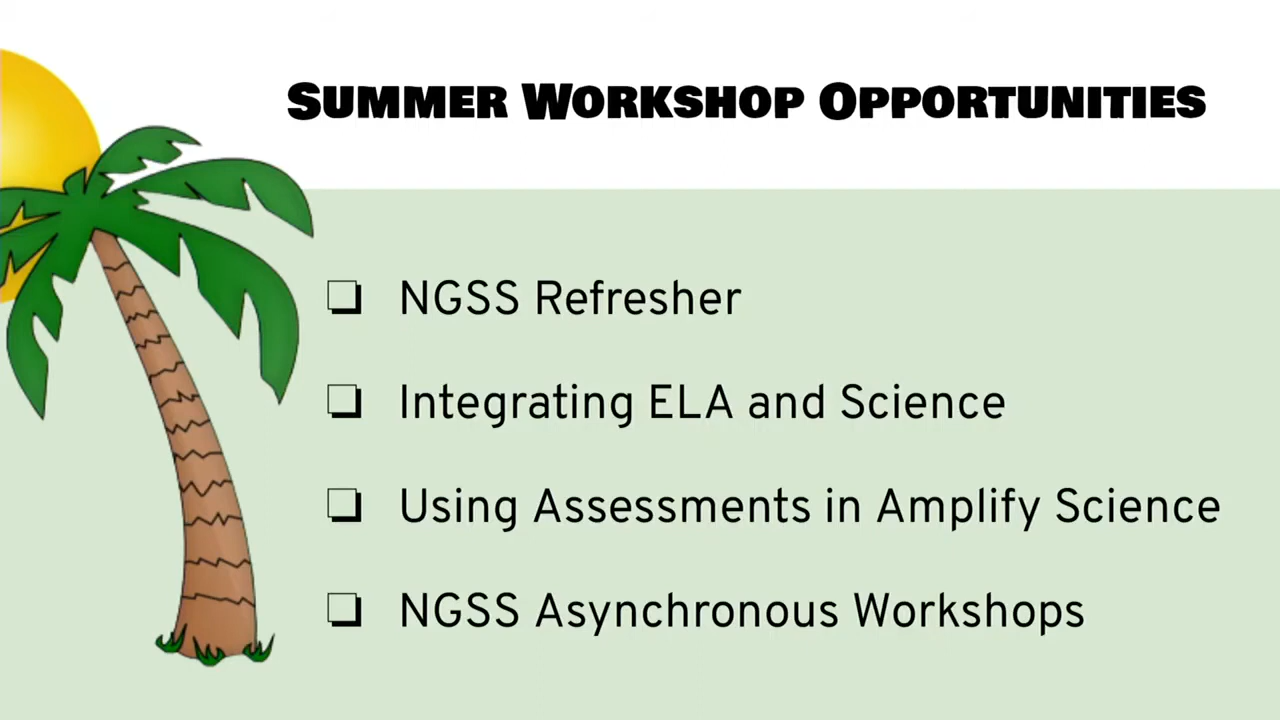 Summer Workshop Opportunities
❏ NGSS Refresher
❏ Integrating ELA and Science
❏ Using Assessments in Amplify Science
❏ NGSS Asynchronous Workshops